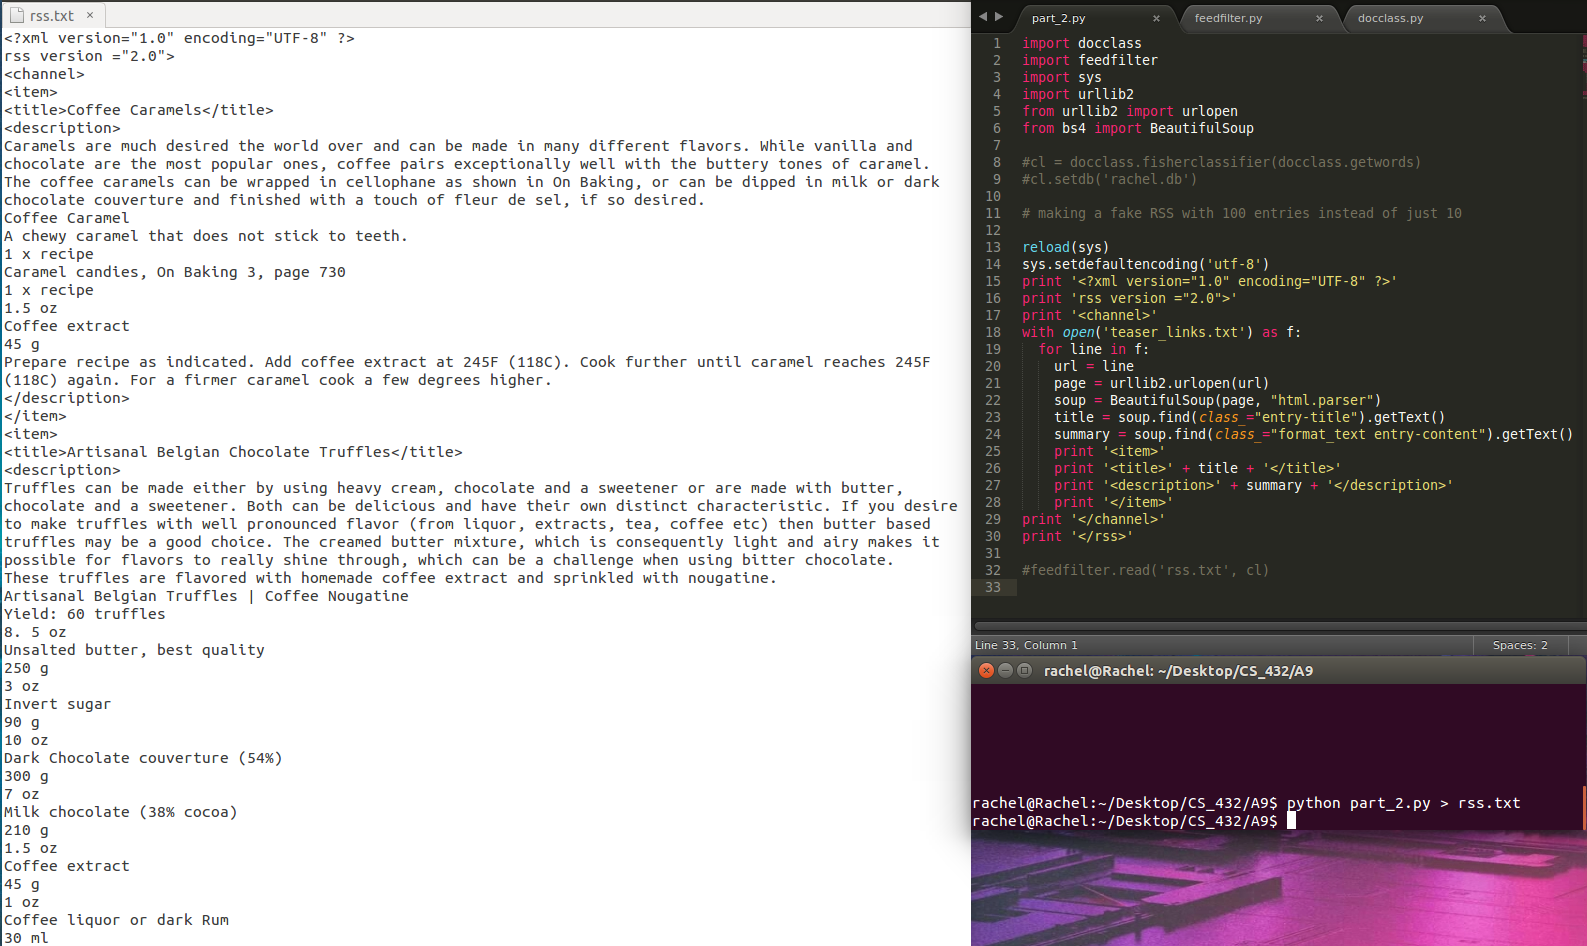 rss.txt ×
<?xml version="1.0" encoding="UTF-8" ?>
rss version ="2.0">
<channel>
<item>
<title>Coffee Caramels</title>
<description>
Caramels are much desired the world over and can be made in many different flavors. While vanilla and
chocolate are the most popular ones, coffee pairs exceptionally well with the buttery tones of caramel.
The coffee caramels can be wrapped in cellophane as shown in On Baking, or can be dipped in milk or dark
chocolate couverture and finished with a touch of fleur de sel, if so desired.
Coffee Caramel
A chewy caramel that does not stick to teeth.
1 x recipe
Caramel candies, On Baking 3, page 730
1 x recipe
1.5 oz
Coffee extract
45 g
Prepare recipe as indicated. Add coffee extract at 245F (118C). Cook further until caramel reaches 245F
(118C) again. For a firmer caramel cook a few degrees higher.
</description>
</item>
<item>
<title>Artisanal Belgian Chocolate Truffles</title>
<description>
Truffles can be made either by using heavy cream, chocolate and a sweetener or are made with butter,
chocolate and a sweetener. Both can be delicious and have their own distinct characteristic. If you desire
to make truffles with well pronounced flavor (from liquor, extracts, tea, coffee etc) then butter based
truffles may be a good choice. The creamed butter mixture, which is consequently light and airy makes it
possible for flavors to really shine through, which can be a challenge when using bitter chocolate.
These truffles are flavored with homemade coffee extract and sprinkled with nougatine.
Artisanal Belgian Truffles | Coffee Nougatine
Yield: 60 truffles
8. 5 oz
Unsalted butter, best quality
250 g
3 oz
Invert sugar
90 g
10 oz
Dark Chocolate couverture (54%)
300 g
7 oz
Milk chocolate (38% cocoa)
210 g
1.5 oz
Coffee extract
45 g
1 oz
Coffee liquor or dark Rum
30 ml
part_2.py × feedfilter.py × docclass.py ×
1 import docclass
2 import feedfilter
3 import sys
4 import urllib2
5 from urllib2 import urlopen
6 from bs4 import BeautifulSoup
7
8 #cl = docclass.fisherclassifier(docclass.getwords)
9 #cl.setdb('rachel.db')
10
11 # making a fake RSS with 100 entries instead of just 10
12
13 reload(sys)
14 sys.setdefaultencoding('utf-8')
15 print '<?xml version="1.0" encoding="UTF-8" ?>'
16 print 'rss version ="2.0">'
17 print '<channel>'
18 with open('teaser_links.txt') as f:
19 for line in f:
20 url = line
21 page = urllib2.urlopen(url)
22 soup = BeautifulSoup(page, "html.parser")
23 title = soup.find(class_="entry-title").getText()
24 summary = soup.find(class_="format_text entry-content").getText()
25 print '<item>'
26 print '<title>' + title + '</title>'
27 print '<description>' + summary + '</description>'
28 print '</item>'
29 print '</channel>'
30 print '</rss>'
31
32 #feedfilter.read('rss.txt', cl)
33
Line 33, Column 1 Spaces: 2
rachel@Rachel: ~/Desktop/CS_432/A9
rachel@Rachel:~/Desktop/CS_432/A9$ python part_2.py > rss.txt
rachel@Rachel:~/Desktop/CS_432/A9$